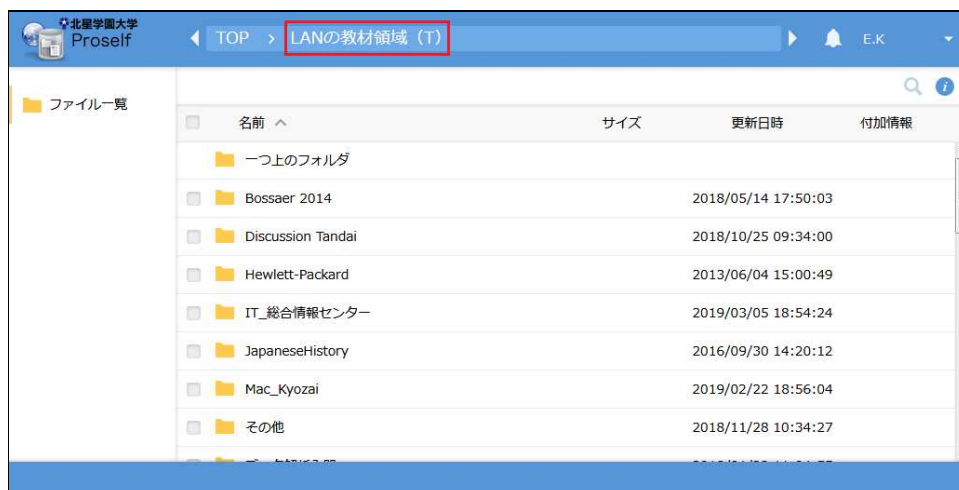 北星学園大学
Proself
TOP > LANの教材領域（T）
E.K
ファイル一覧
名前 サイズ 更新日時 付加情報
一つ上のフォルダ
Bossaer 2014 2018/05/14 17:50:03
Discussion Tandai 2018/10/25 09:34:00
Hewlett-Packard 2013/06/04 15:00:49
IT_総合情報センター 2019/03/05 18:54:24
JapaneseHistory 2016/09/30 14:20:12
Mac_Kyozai 2019/02/22 18:56:04
その他 2018/11/28 10:34:27